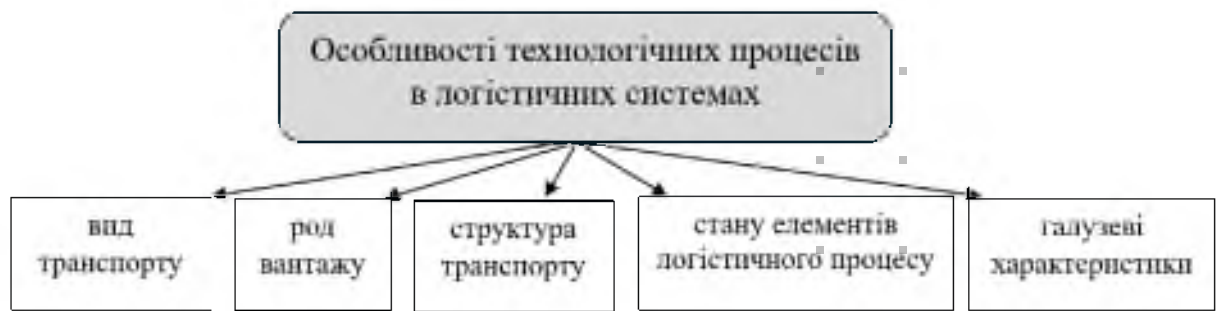 Особливості технологічних процесів
в логістичних системах
вид
транспорту
род
вантажу
структура
транспорту
стану елементів
логістичного процесу
галузеві
характеристики